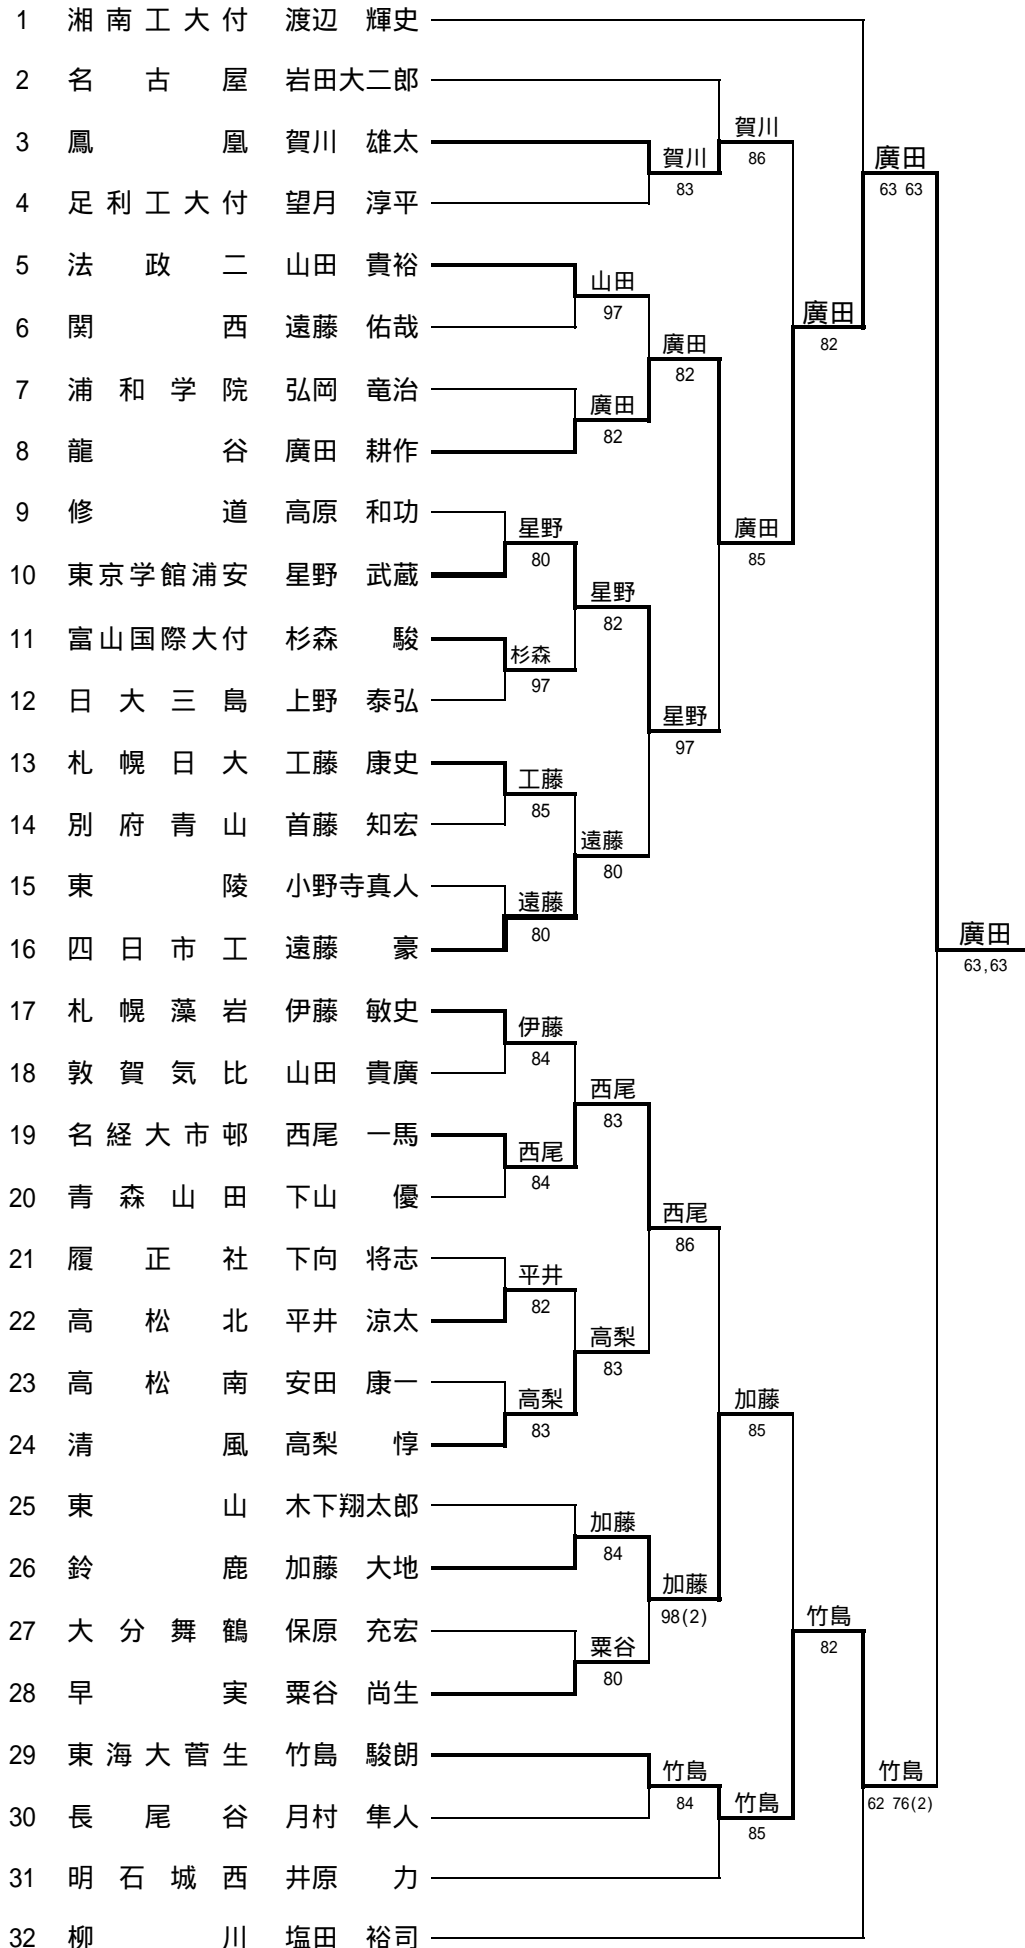 1 湘南工大付 渡辺 輝史
2 名古屋 岩田大二郎
賀川
3 鳳凰 賀川 雄太
賀川 86 廣田
83 63 63
4 足利工大付 望月 淳平
5 法政二 山田 貴裕
山田
97 廣田
6 関西 遠藤 佑哉
廣田 82
82
7 浦和学院 弘岡 竜治
廣田
82
8 龍谷 廣田 耕作
9 修道 高原 和功
星野 廣田
80 85
10 東京学館浦安 星野 武蔵
星野
82
11 富山国際大付 杉森 駿
杉森
97
12 日大三島 上野 泰弘
星野
97
13 札幌日大 工藤 康史
工藤
85
14 別府青山 首藤 知宏
遠藤
80
15 東陵 小野寺真人
遠藤
80 廣田
16 四日市工 遠藤 豪
63,63
17 札幌藻岩 伊藤 敏史
伊藤
84
18 敦賀気比 山田 貴廣
西尾
83
19 名経大市邨 西尾 一馬
西尾
84
20 青森山田 下山 優
西尾
86
21 履正社 下向 将志
平井
82
22 高松北 平井 涼太
高梨
83
23 高松南 安田 康一
高梨 加藤
83 85
24 清風 高梨 惇
25 東山 木下翔太郎
加藤
84
26 鈴鹿 加藤 大地
加藤
98(2) 竹島
27 大分舞鶴 保原 充宏
粟谷 82
80
28 早実 粟谷 尚生
29 東海大菅生 竹島 駿朗
竹島 竹島
84 竹島 62 76(2)
30 長尾谷 月村 隼人
85
31 明石城西 井原 力
32 柳川 塩田 裕司